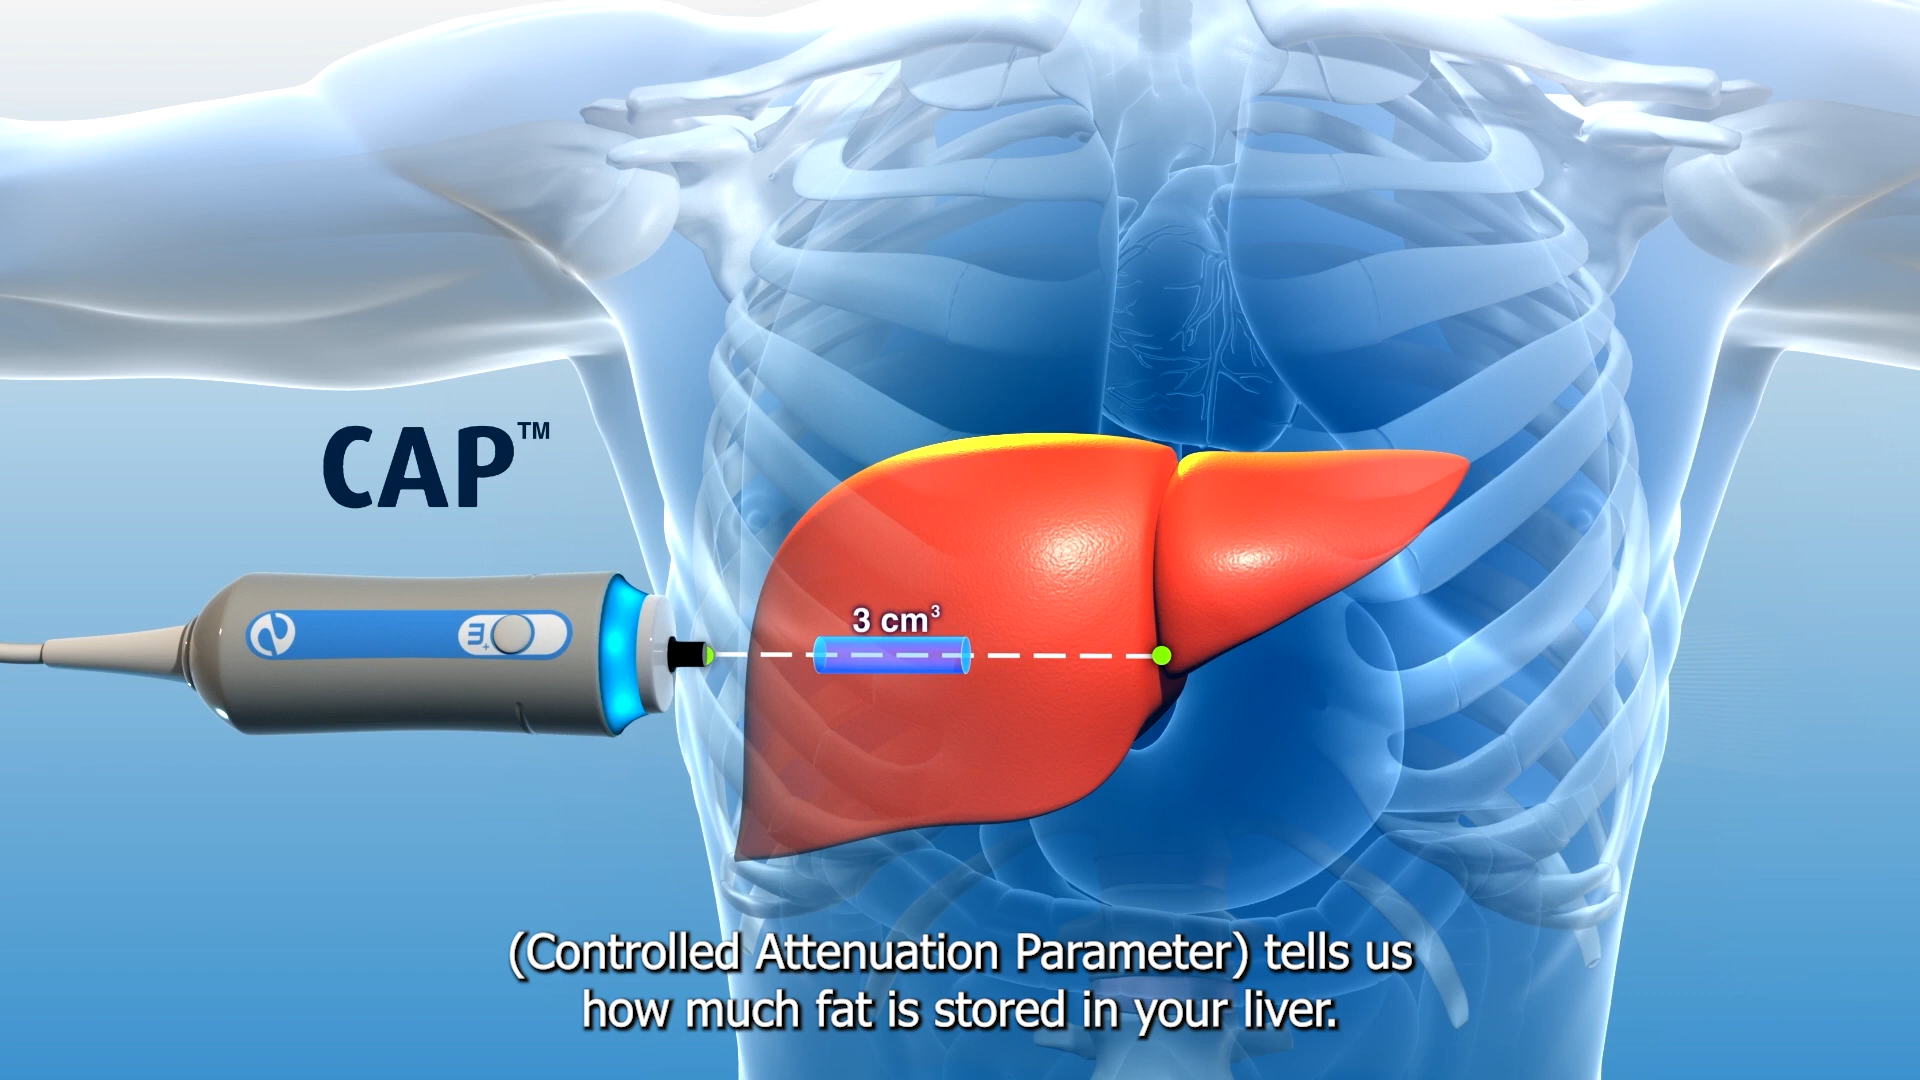 CAP™
3 cm³
M+
(Controlled Attenuation Parameter) tells us
how much fat is stored in your liver.